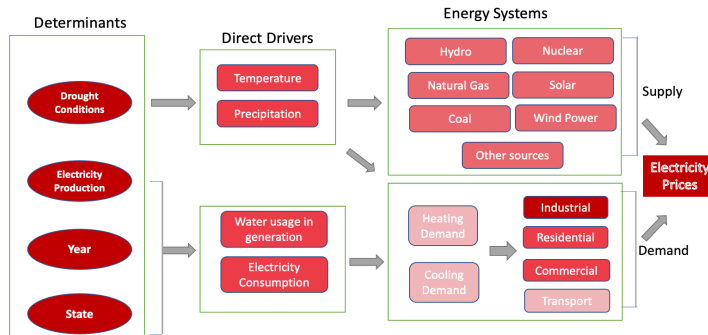 Determinants
Direct Drivers
Energy Systems
Drought
Conditions
Electricity
Production
Year
State
Temperature
Precipitation
Water usage in
generation
Electricity
Consumption
Hydro
Nuclear
Natural Gas
Solar
Coal
Wind Power
Other sources
Heating
Demand
Cooling
Demand
Industrial
Residential
Commercial
Transport
Supply
Demand
Electricity
Prices